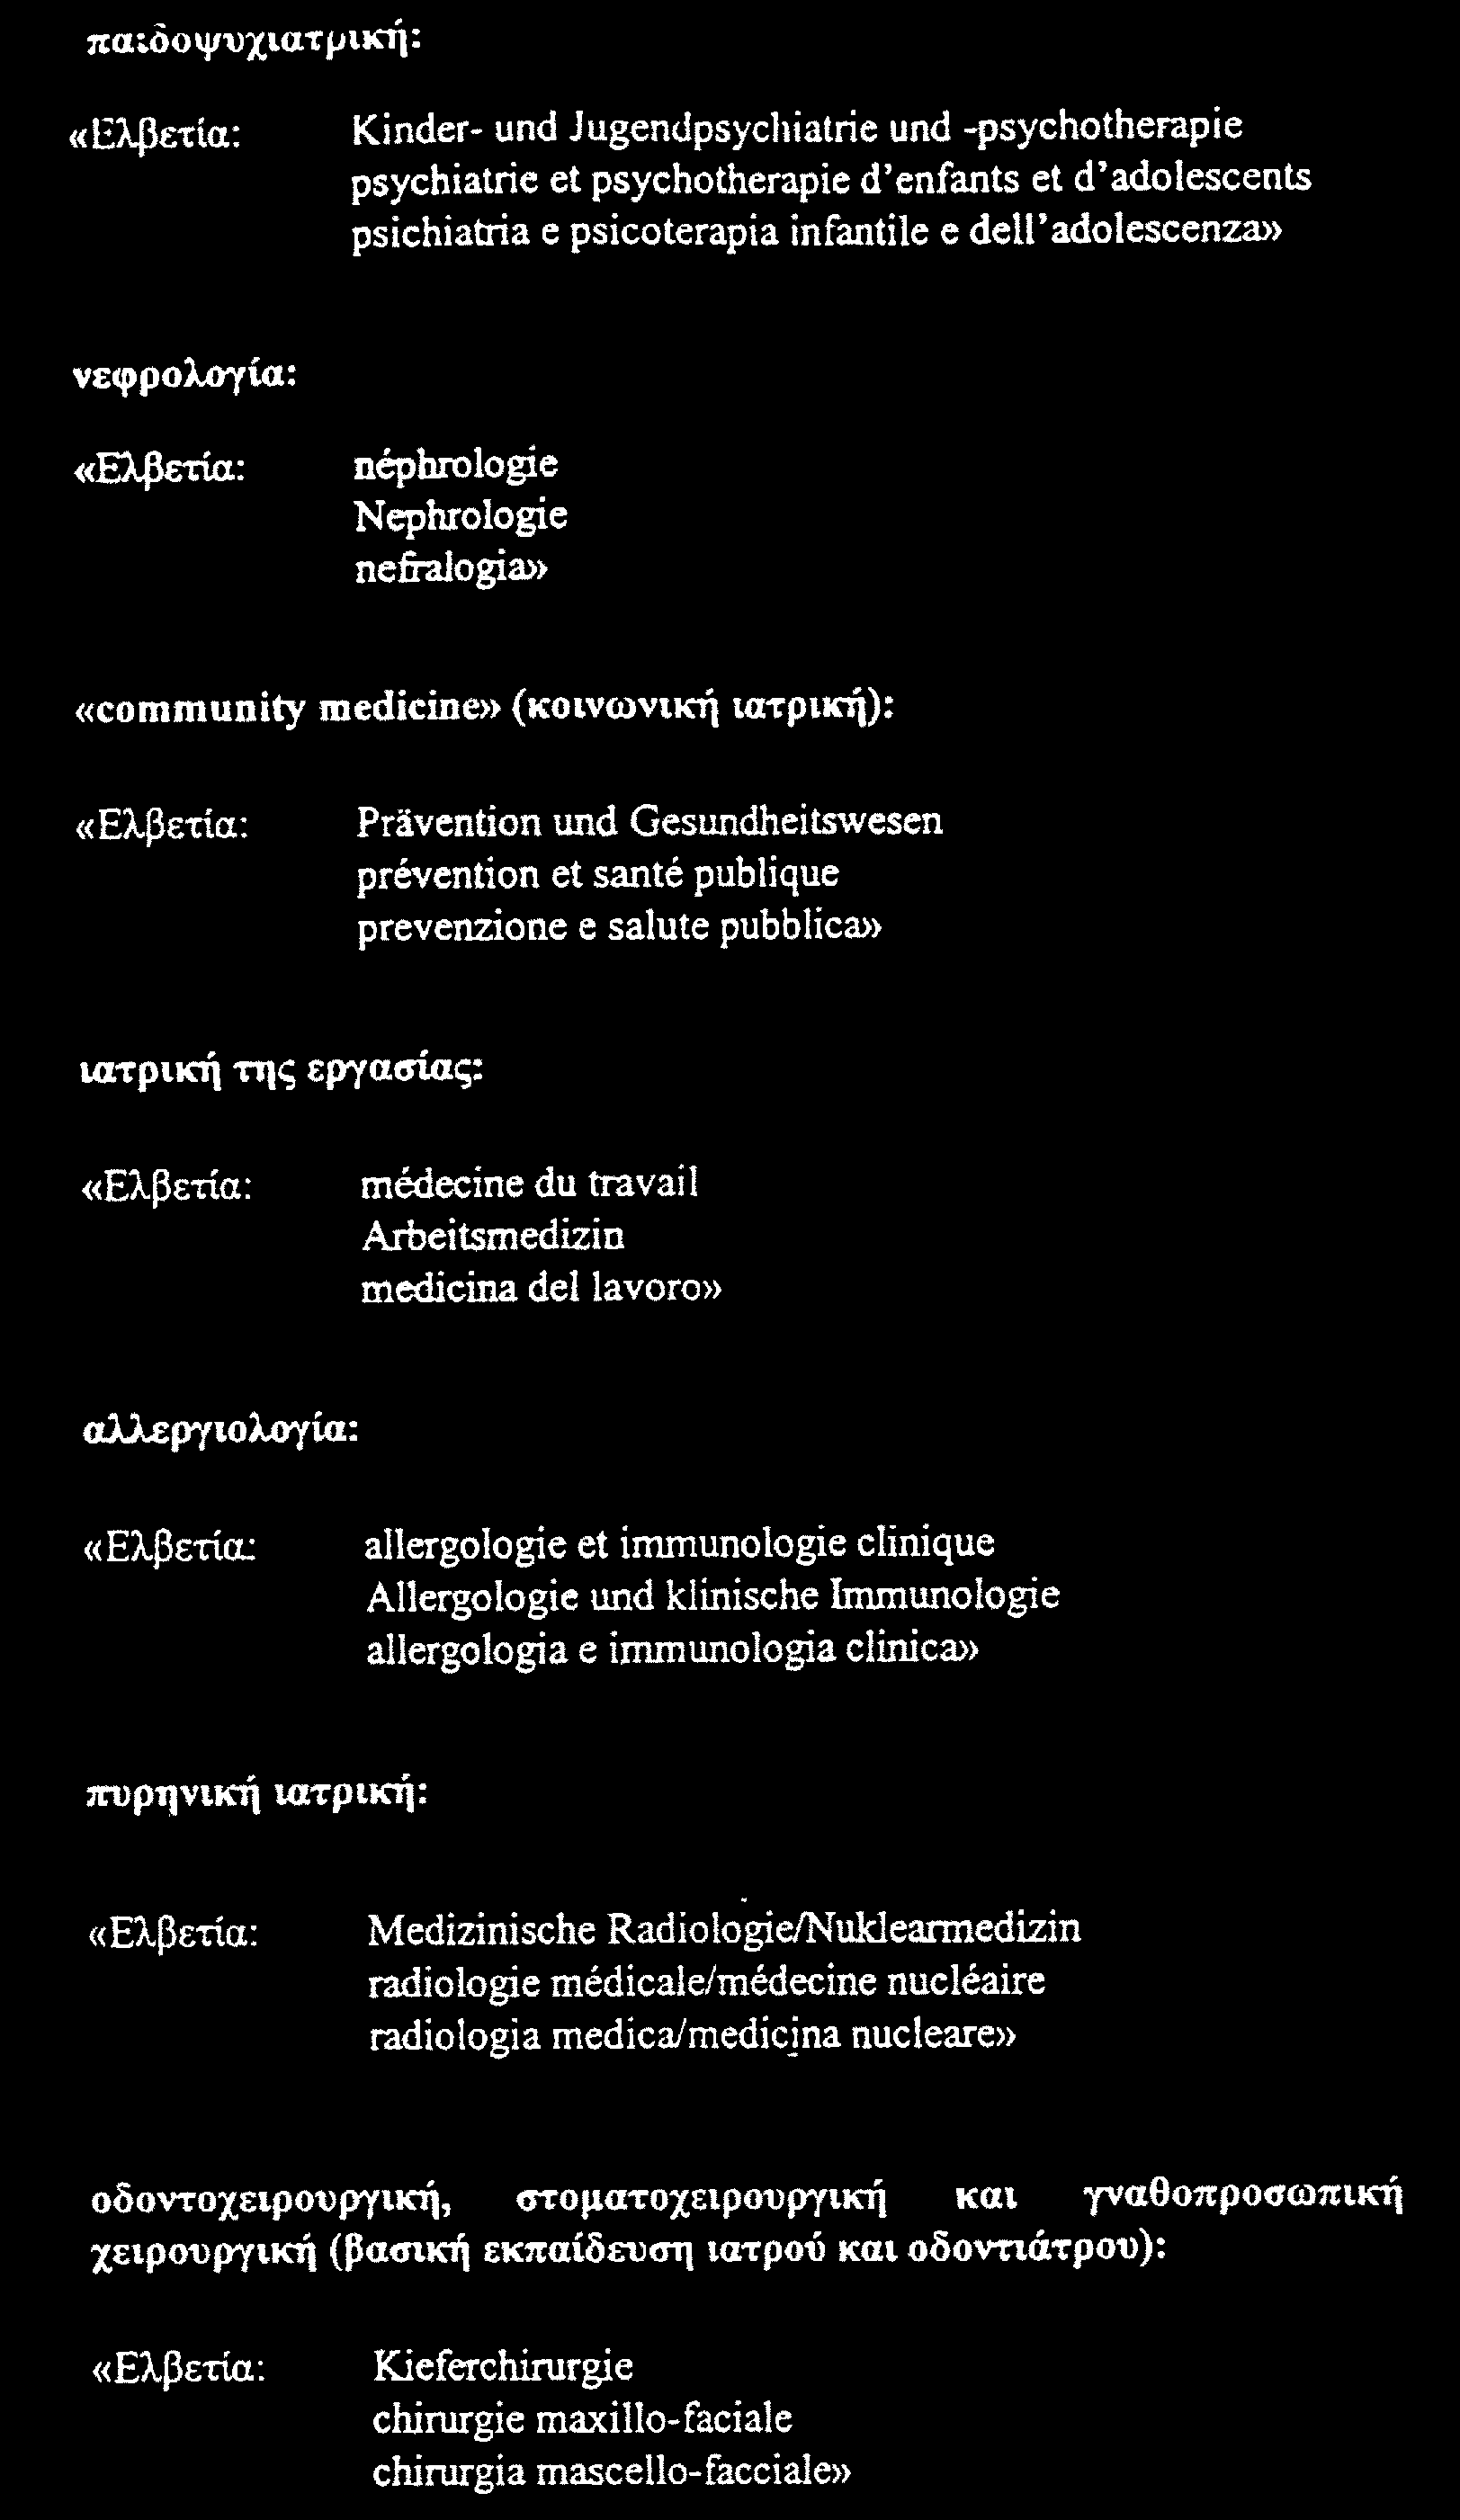 παιδοψυχιατρική:
«Ελβετία: Kinder- und Jugendpsychiatrie und -psychotherapie
psychiatrie et psychotherapie d’enfants et d’adolescents
psichiatria e psicoterapia infantile e dell’adolescenza»
νεφρολογία:
«Ελβετία: néphrologie
Nephrologie
nefralogia»
«community medicine» (κοινωνική ιατρική):
«Ελβετία: Prävention und Gesundheitswesen
prévention et santé publique
prevenzione e salute pubblica»
ιατρική της εργασίας:
«Ελβετία: médecine du travail
Arbeitsmedizin
medicina del lavoro»
αλλεργιολογία:
«Ελβετία: allergologie et immunologie clinique
Allergologie und klinische Immunologie
allergologia e immunologia clinica»
πυρηνική ιατρική:
«Ελβετία: Medizinische Radiologie/Nuklearmedizin
radiologie médicale/médecine nucléaire
radiologia medica/medicina nucleare»
οδοντοχειρουργική, στοματοχειρουργική και γναθοπροσωπική
χειρουργική (βασική εκπαίδευση ιατρού και οδοντιάτρου):
«Ελβετία: Kieferchirurgie
chirurgie maxillo-faciale
chirurgia mascello-facciale»